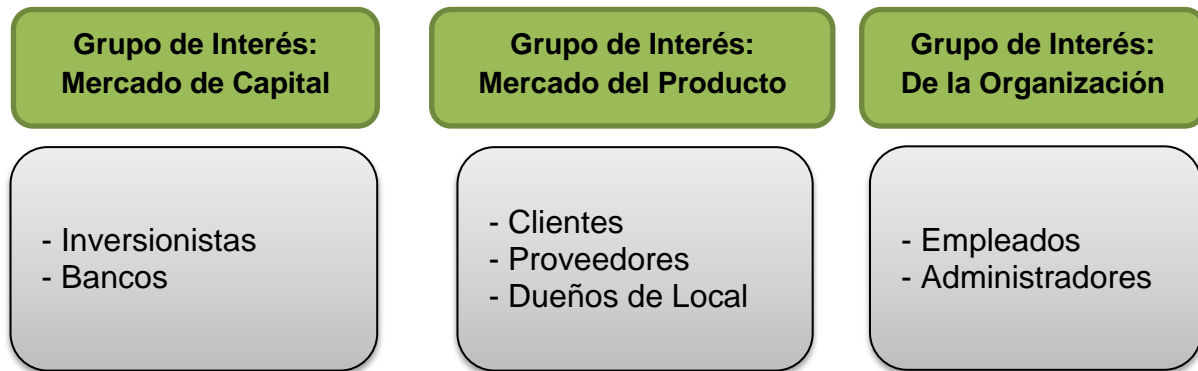 Grupo de Interés:
Mercado de Capital
- Inversionistas
- Bancos
Grupo de Interés:
Mercado del Producto
- Clientes
- Proveedores
- Dueños de Local
Grupo de Interés:
De la Organización
- Empleados
- Administradores